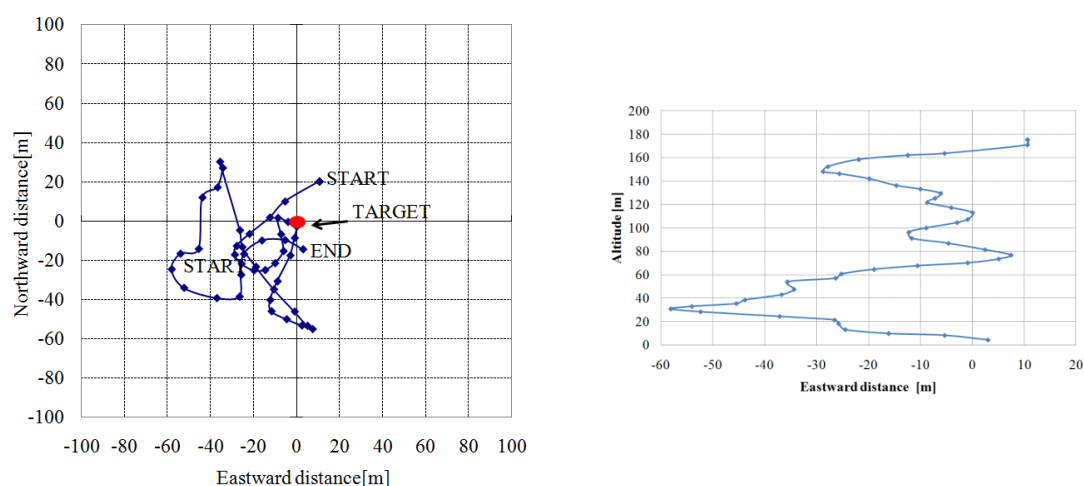 100
80
60
40
20
0
-20
-40
-60
-80
-100
Northward distance[m]
START
TARGET
END
STAR
-100 -80 -60 -40 -20 0 20 40 60 80 100
Eastward distance[m]
200
180
160
140
120
100
80
60
40
20
0
Altitude [m]
-60 -50 -40 -30 -20 -10 0 10 20
Eastward distance [m]